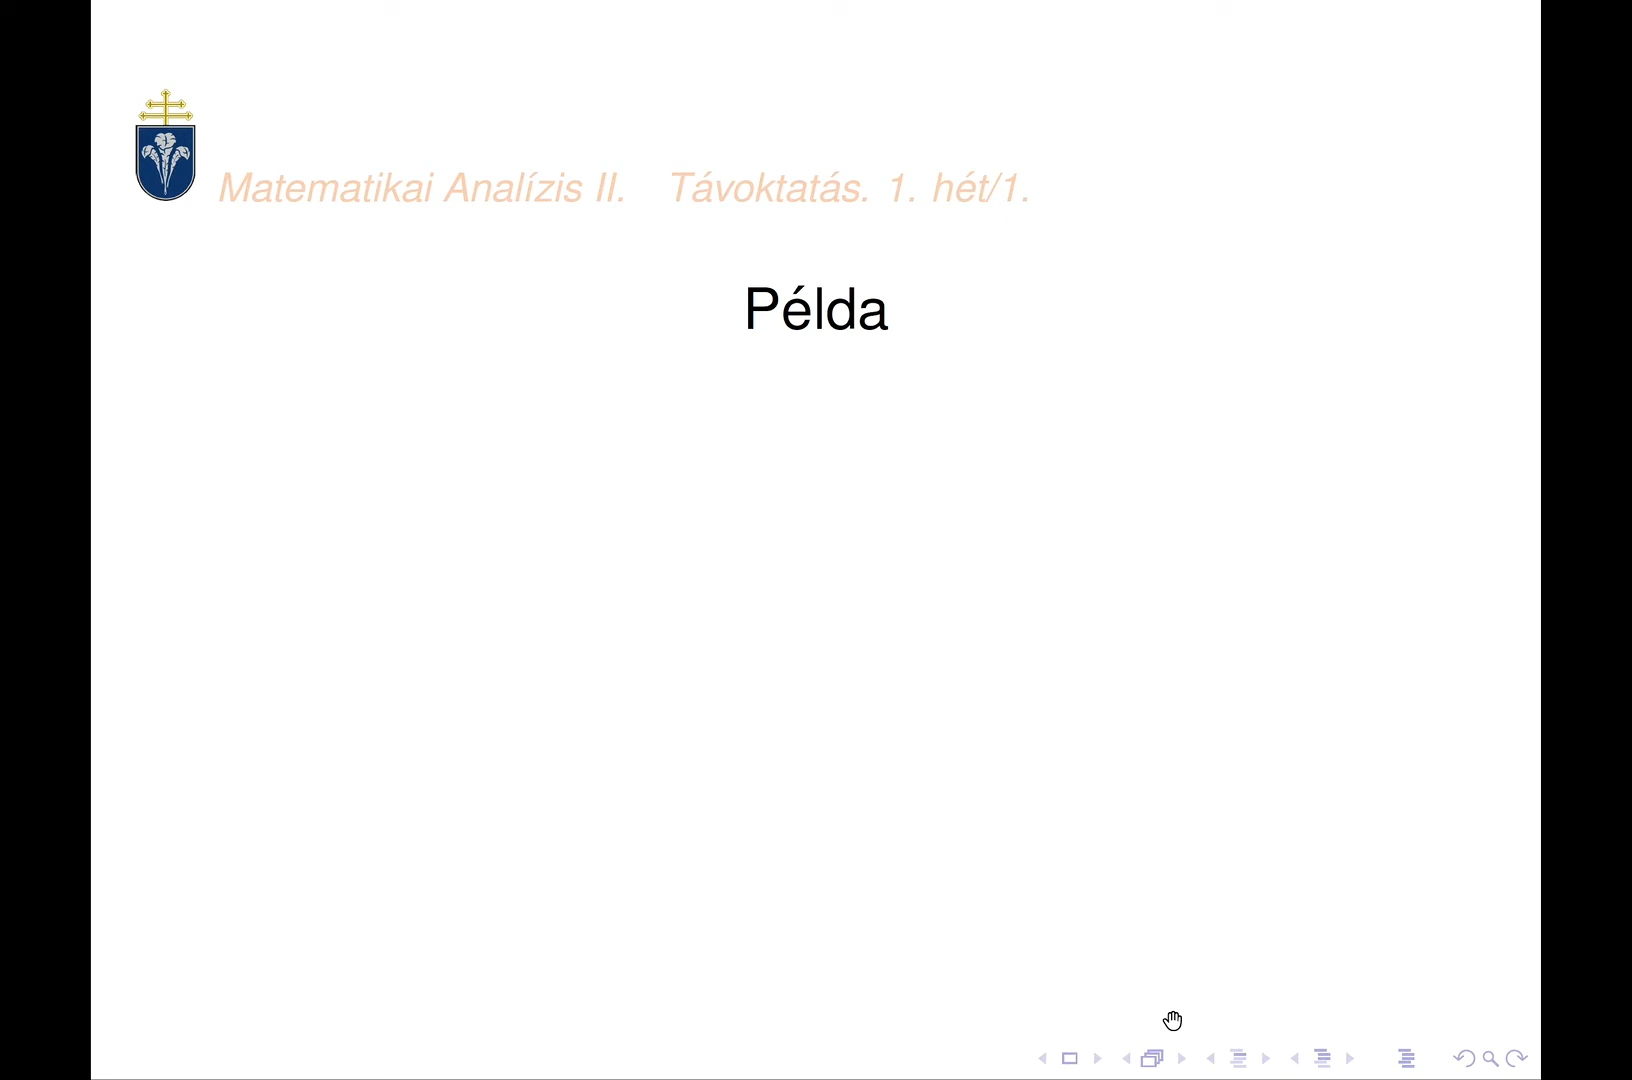 Matematikai Analízis II. Távoktatás. 1. hét/1.
Példa